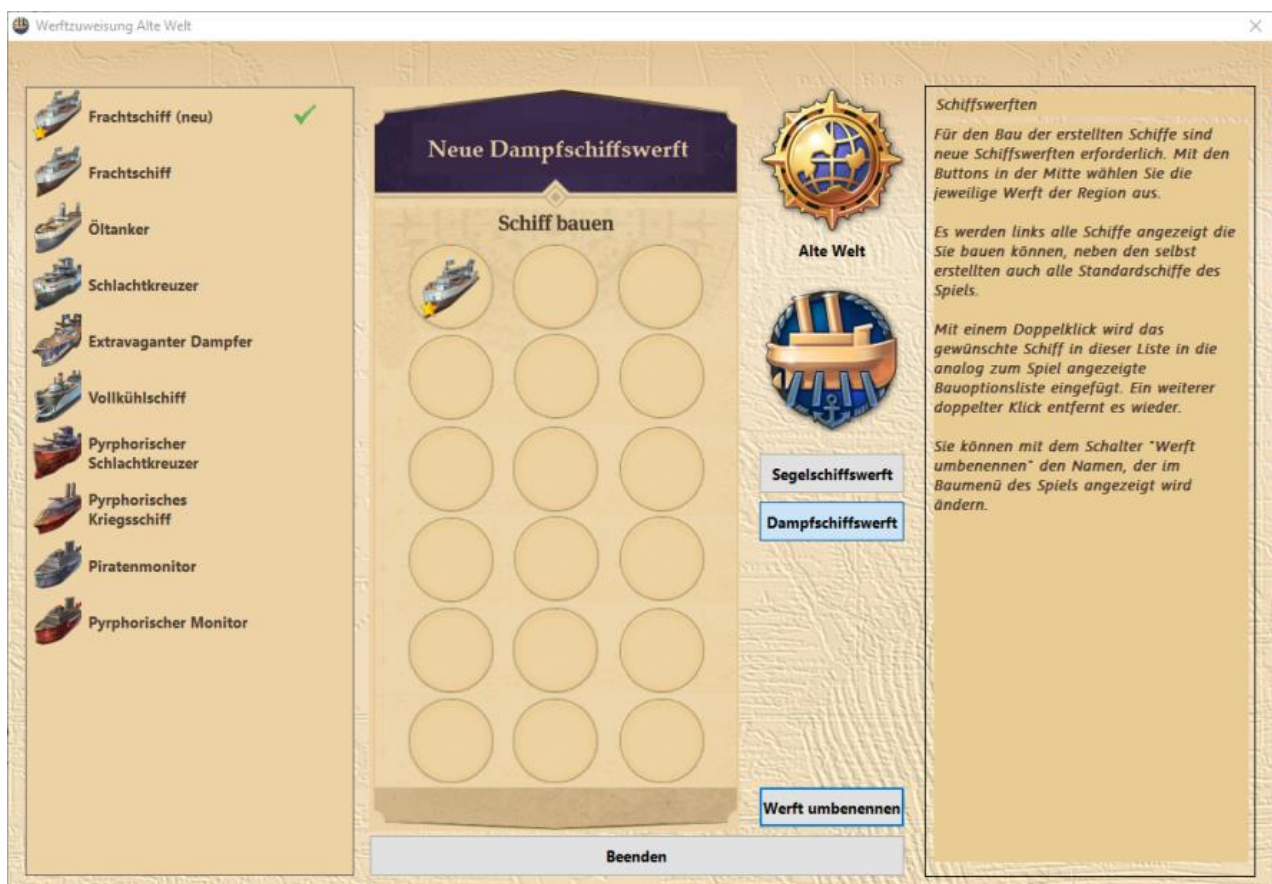 Werftzuweisung Alte Welt
Frachtschiff (neu)
Frachtschiff
Öltanker
Schlachtkreuzer
Extravaganter Dampfer
Vollkühlschiff
Pyrphorischer
Schlachtkreuzer
Pyrphorisches
Kriegsschiff
Piratenmonitor
Pyrphorischer Monitor
Neue Dampfschiffswerft
Schiff bauen
Alte Welt
Segelschiffswerft
Dampfschiffswerft
Werft umbenennen
Beenden
Schiffswerften
Für den Bau der erstellten Schiffe sind
neue Schiffswerften erforderlich. Mit den
Buttons in der Mitte wählen Sie die
jeweilige Werft der Region aus.
Es werden links alle Schiffe angezeigt die
Sie bauen können, neben den selbst
erstellten auch alle Standardschiffe des
Spiels.
Mit einem Doppelklick wird das
gewünschte Schiff in dieser Liste in die
analog zum Spiel angezeigte
Bauoptionsliste eingefügt. Ein weiterer
doppelter Klick entfernt es wieder.
Sie können mit dem Schalter "Werft
umbenennen" den Namen, der im
Baumenü des Spiels angezeigt wird
ändern.